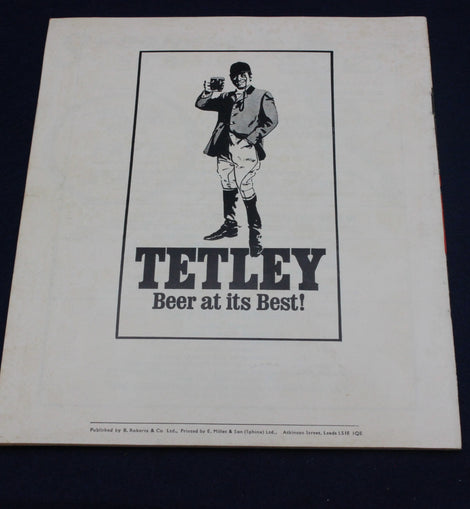 TETLEY
Beer at its Best!
Published by B. Roberts & Co Ltd., Printed by E. Miller & Son (Sphinx) Ltd., Atkinson Street, Leeds LS10 1QE